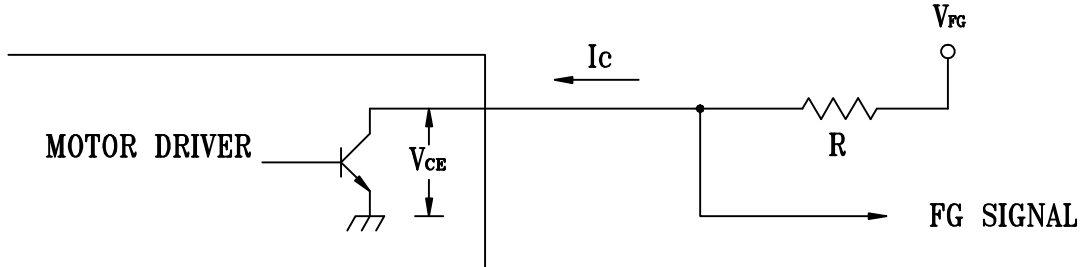 VFG
Ic
MOTOR DRIVER
VCE
R
FG SIGNAL